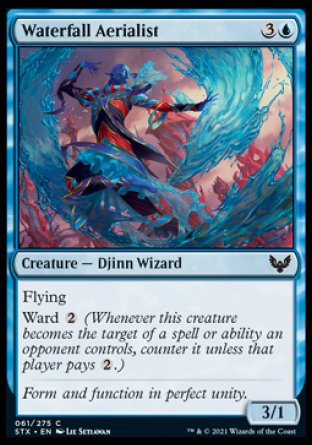 Waterfall Aerialist 3
Creature — Djinn Wizard
Flying
Ward 2 (Whenever this creature
becomes the target of a spell or ability an
opponent controls, counter it unless that
player pays 2.)
Form and function in perfect unity.
3/1
061/275 C
STX • EN Lie Setiawan
™ & © 2021 Wizards of the Coast